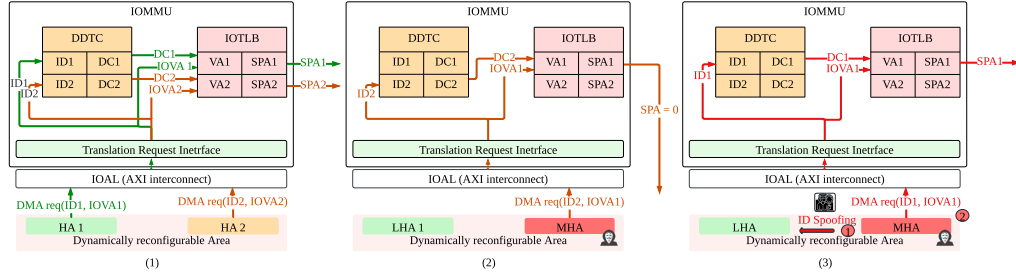 IOMMU
DDTC
IOTLB
ID1 DC1
ID2 DC2
DC1
IOVA 1
DC2
IOVA2
VA1 SPA1
VA2 SPA2
SPA1
SPA2
ID1
ID2
Translation Request Inetrface
IOAL (AXI interconnect)
DMA req(ID1, IOVA1)
DMA req(ID2, IOVA2)
HA 1
HA 2
Dynamically reconfigurable Area
(1)
IOMMU
DDTC
IOTLB
ID1 DC1
ID2 DC2
DC2
IOVA1
VA1 SPA1
VA2 SPA2
ID2
SPA = 0
Translation Request Inetrface
IOAL (AXI interconnect)
DMA req(ID2, IOVA1)
LHA 1
MHA
Dynamically reconfigurable Area
(2)
IOMMU
DDTC
IOTLB
ID1 DC1
ID2 DC2
DC1
IOVA1
VA1 SPA1
VA2 SPA2
SPA1
ID1
Translation Request Inetrface
IOAL (AXI interconnect)
DMA req(ID1, IOVA1)
ID Spoofing
1
2
LHA
MHA
Dynamically reconfigurable Area
(3)